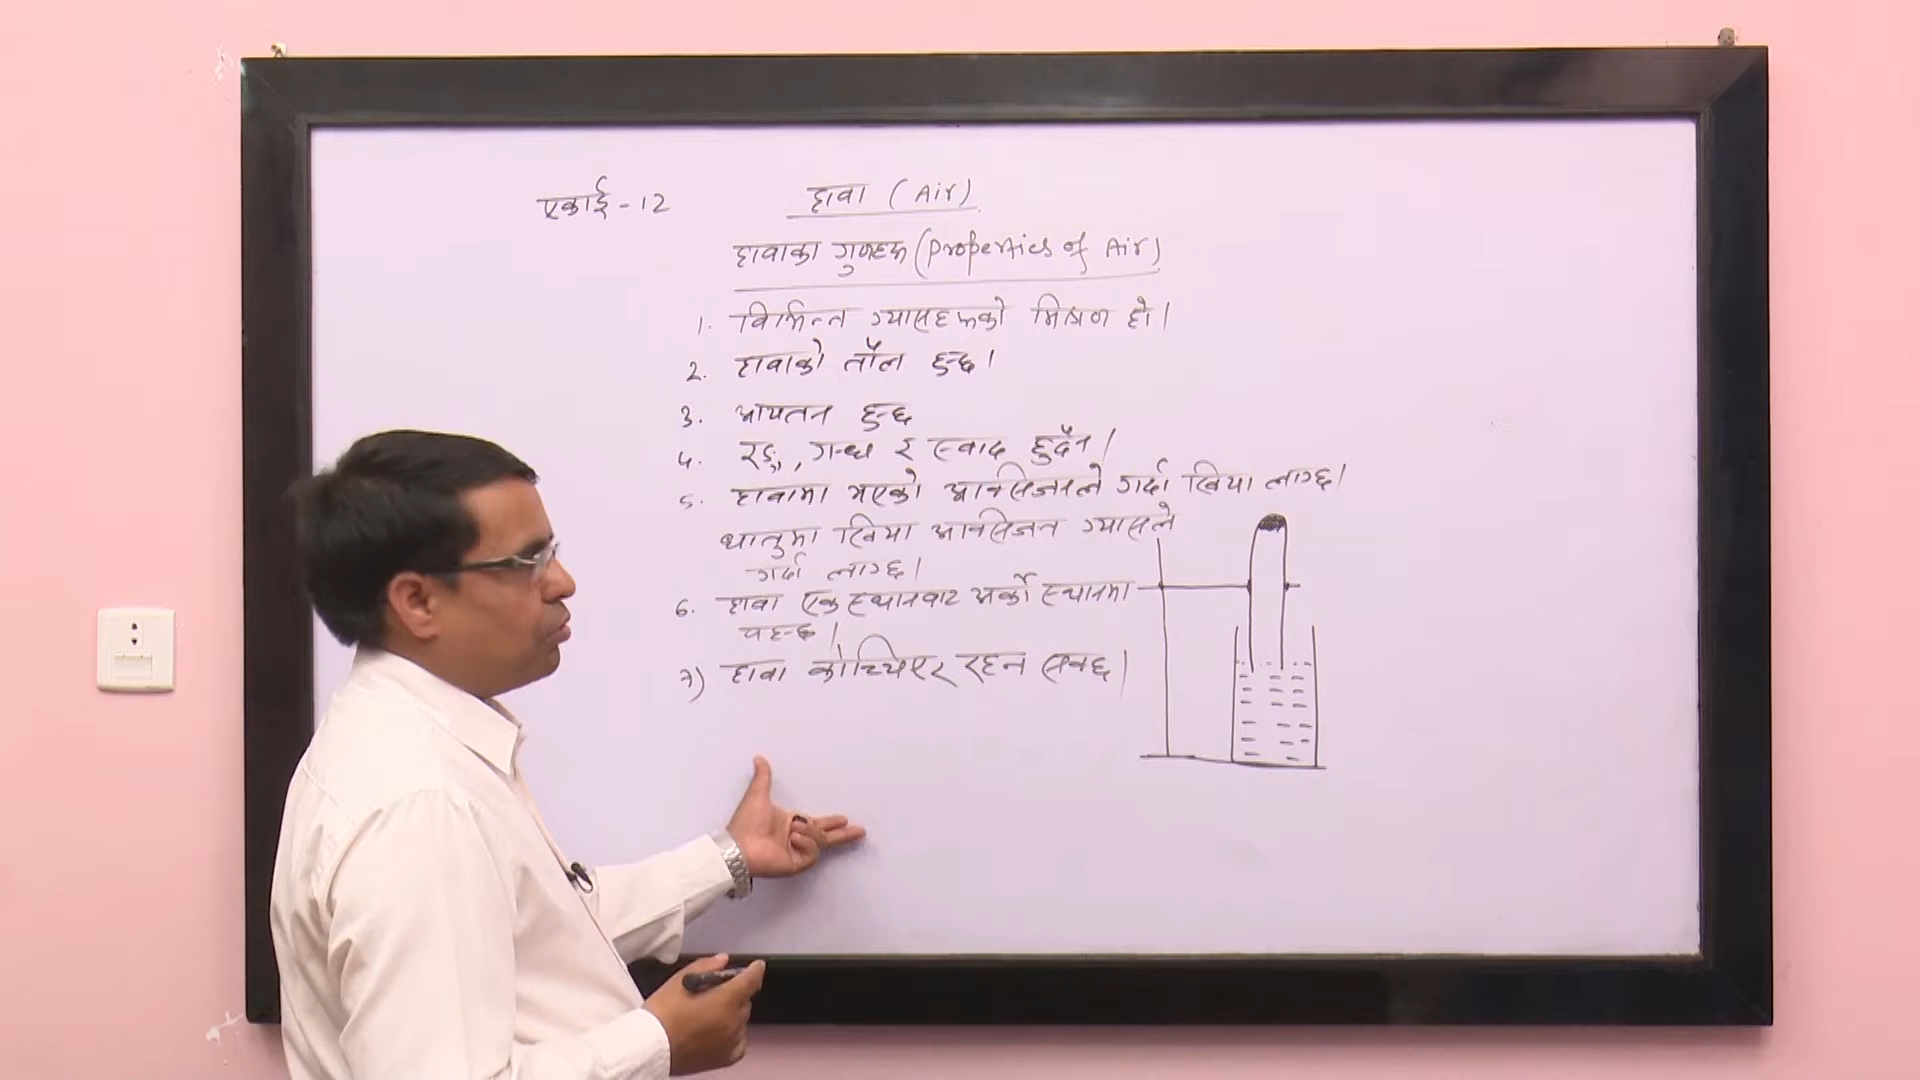 एकाई - 12
हावा (Air)
हावाका गुणहरू (Properties of Air)
1. विभिन्न ग्यासहरूको मिश्रण हो।
2. हावाको तौल हुन्छ।
3. आयतन हुन्छ
4. रङ्ग, गन्ध र स्वाद हुदैन।
5. हावामा भएको अक्सिजनले गर्दा खिया लाग्छ।
धातुमा खिया अक्सिजन ग्यासले
गर्दा लाग्छ।
6. हावा एक स्थानबाट अर्को स्थानमा
बहन्छ।
7) हावा कोच्चिएर रहन सक्छ।